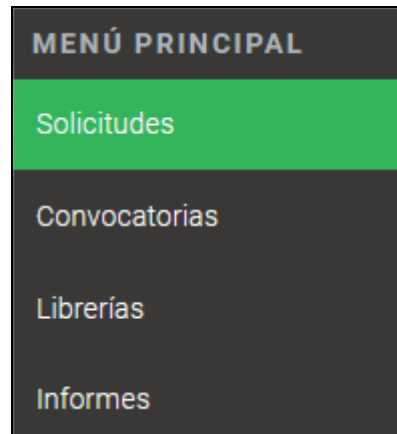 MENÚ PRINCIPAL
Solicitudes
Convocatorias
Librerías
Informes